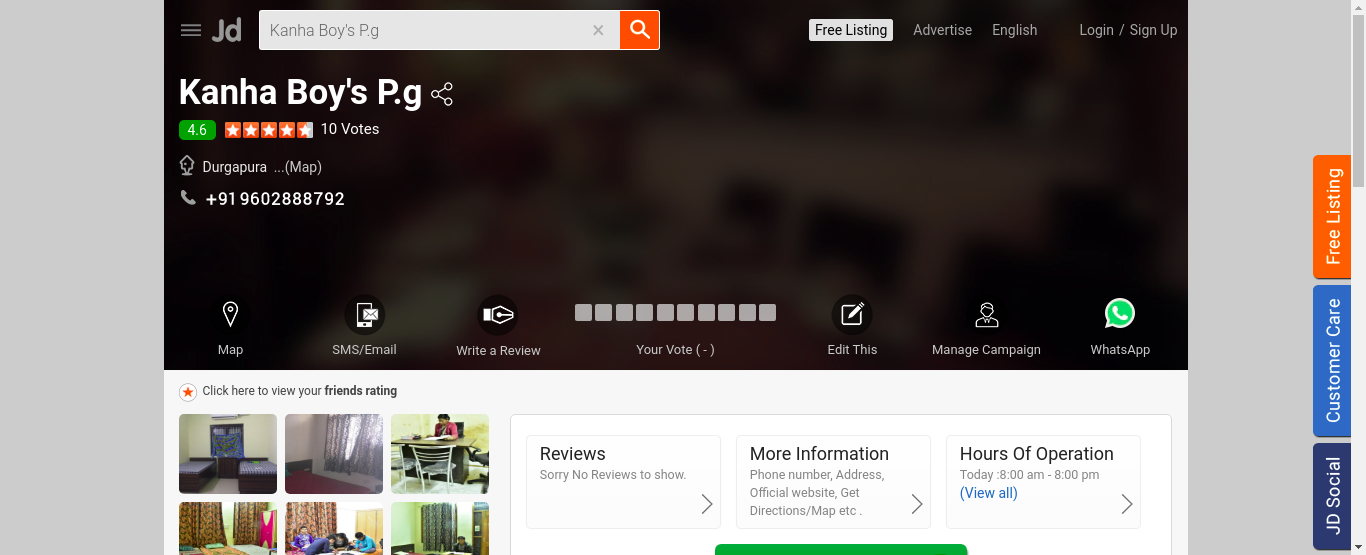 Jd
Kanha Boy's P.g
Free Listing
Advertise
English
Login / Sign Up
Kanha Boy's P.g
4.6
10 Votes
Durgapura ...(Map)
+919602888792
Map
SMS/Email
Write a Review
Your Vote ( - )
Edit This
Manage Campaign
WhatsApp
Click here to view your friends rating
Reviews
Sorry No Reviews to show.
More Information
Phone number, Address,
Official website, Get
Directions/Map etc .
Hours Of Operation
Today :8:00 am - 8:00 pm
(View all)
Free Listing
Customer Care
JD Social